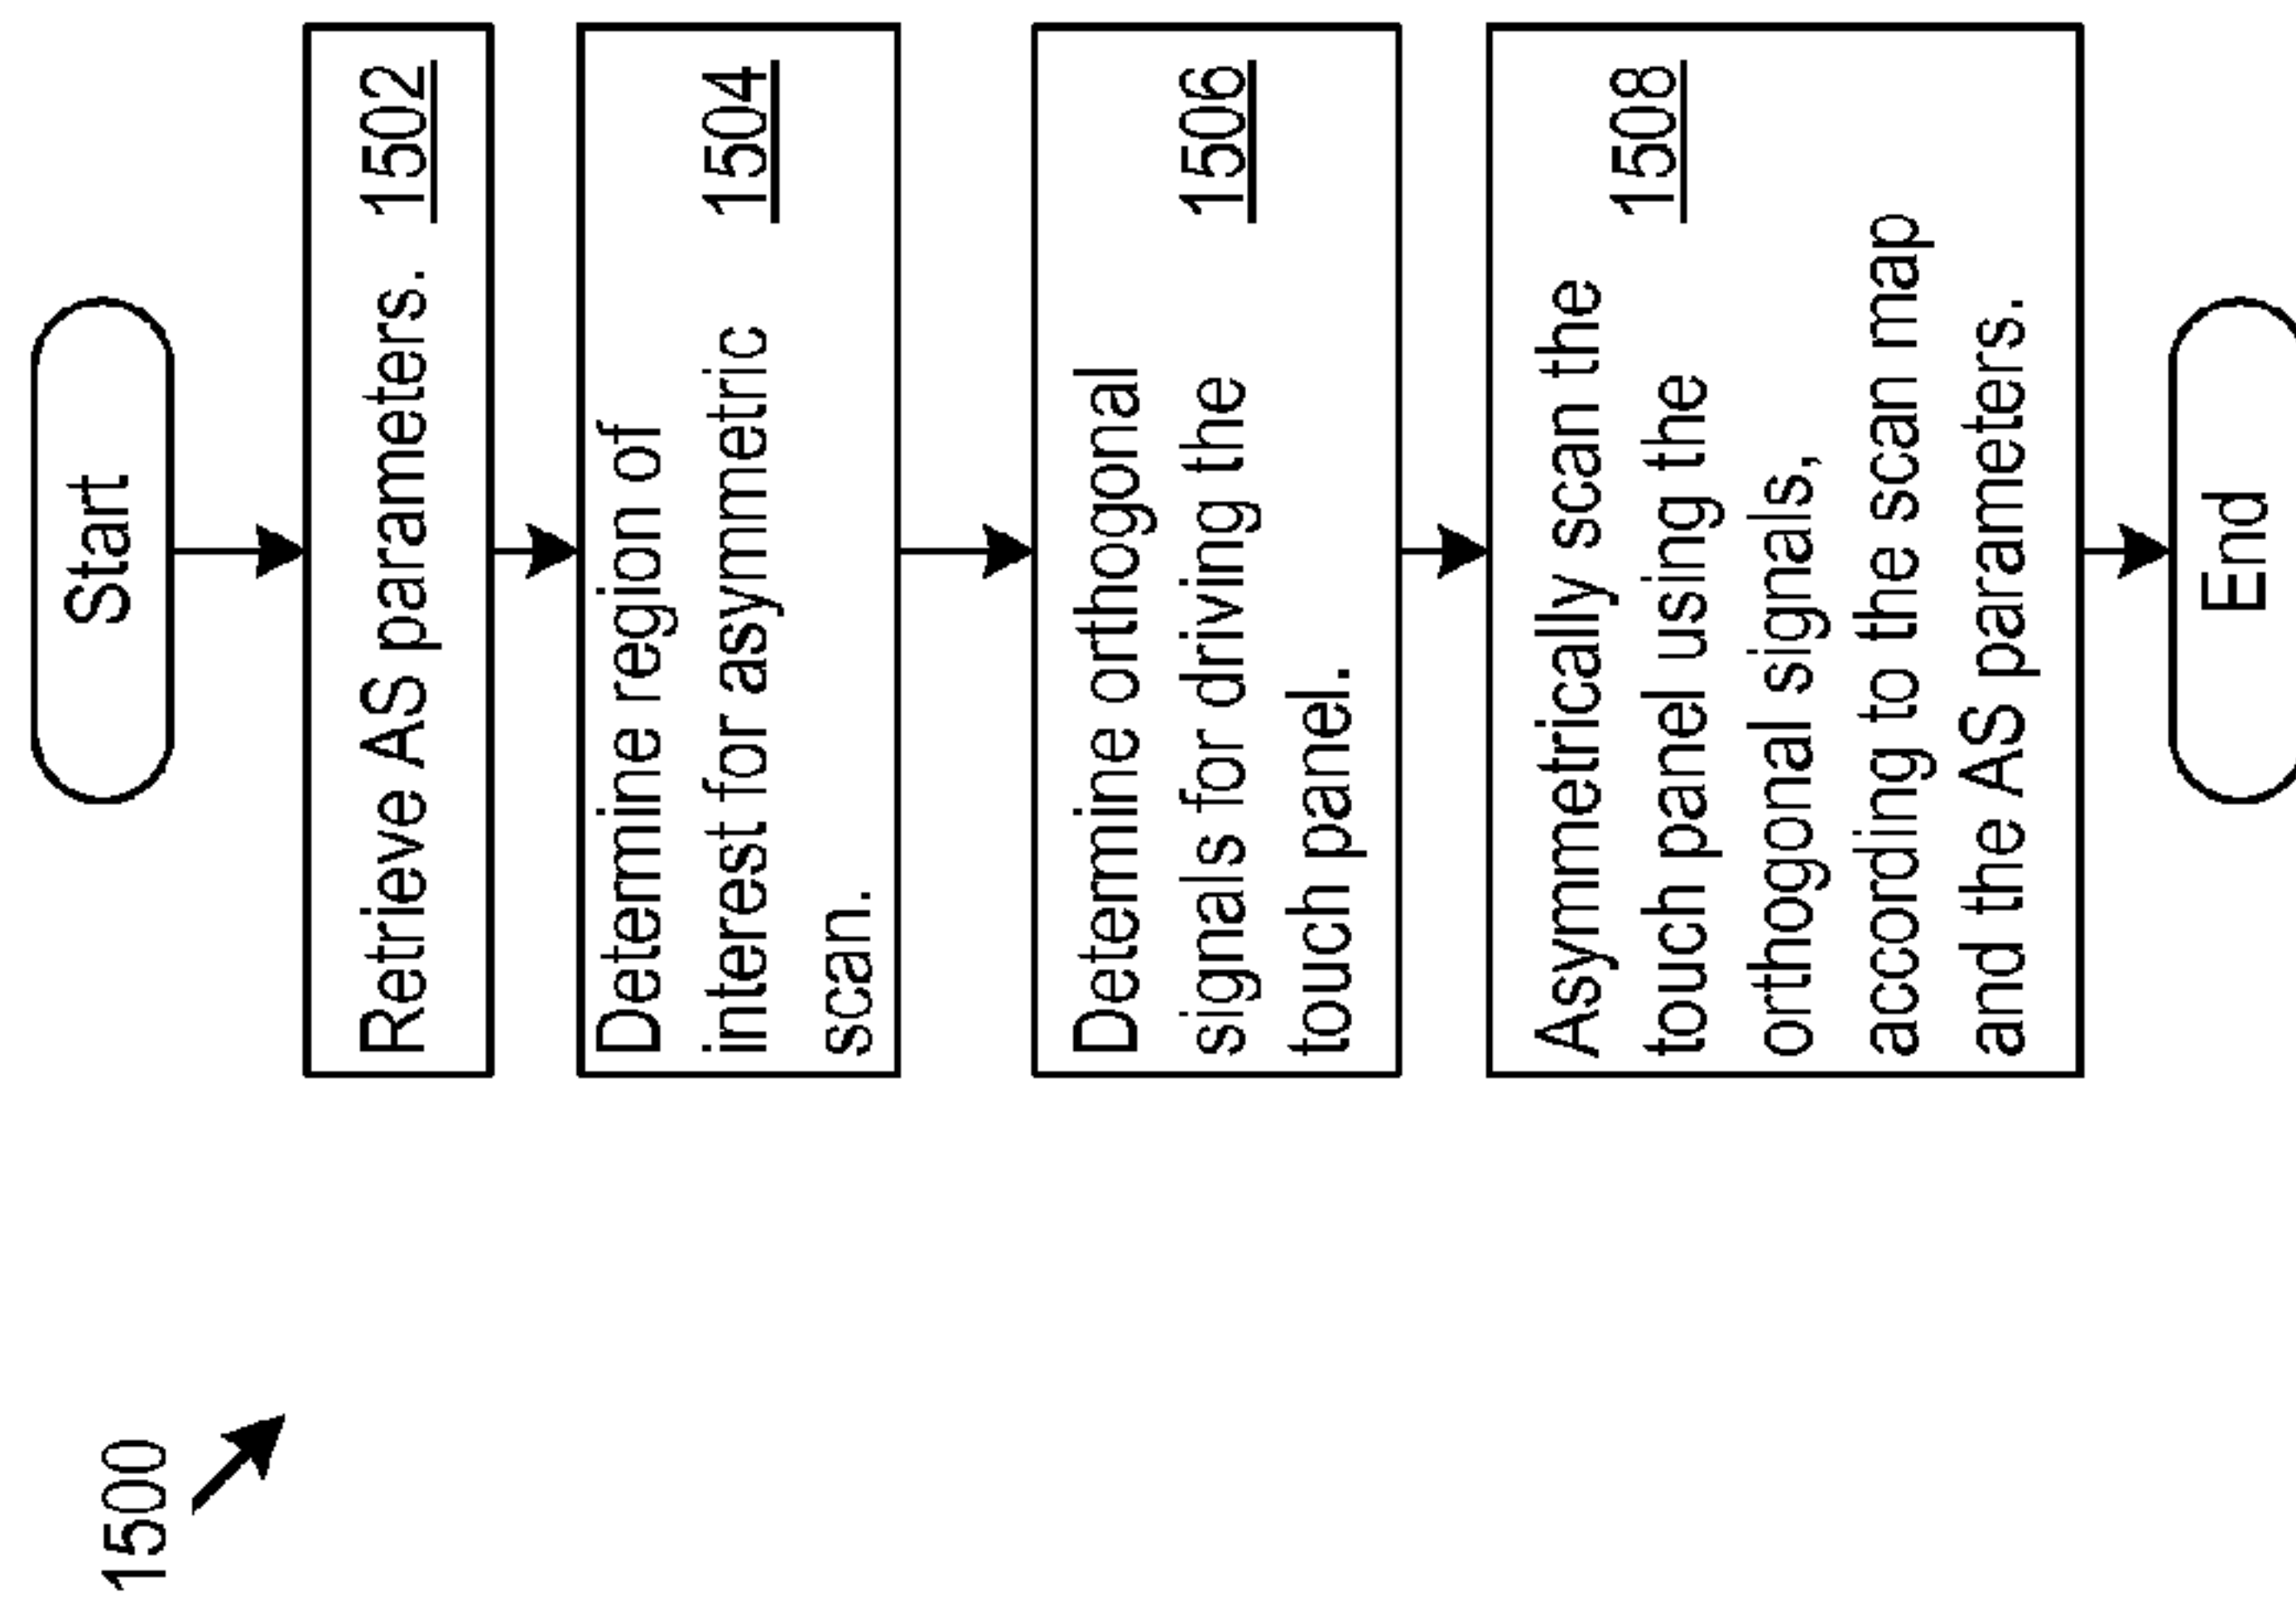 1500
Start
Retrieve AS parameters. 1502
Determine region of
interest for asymmetric 1504
scan.
Determine orthogonal
signals for driving the 1506
touch panel.
Asymmetrically scan the
touch panel using the 1508
orthogonal signals,
according to the scan map
and the AS parameters.
End